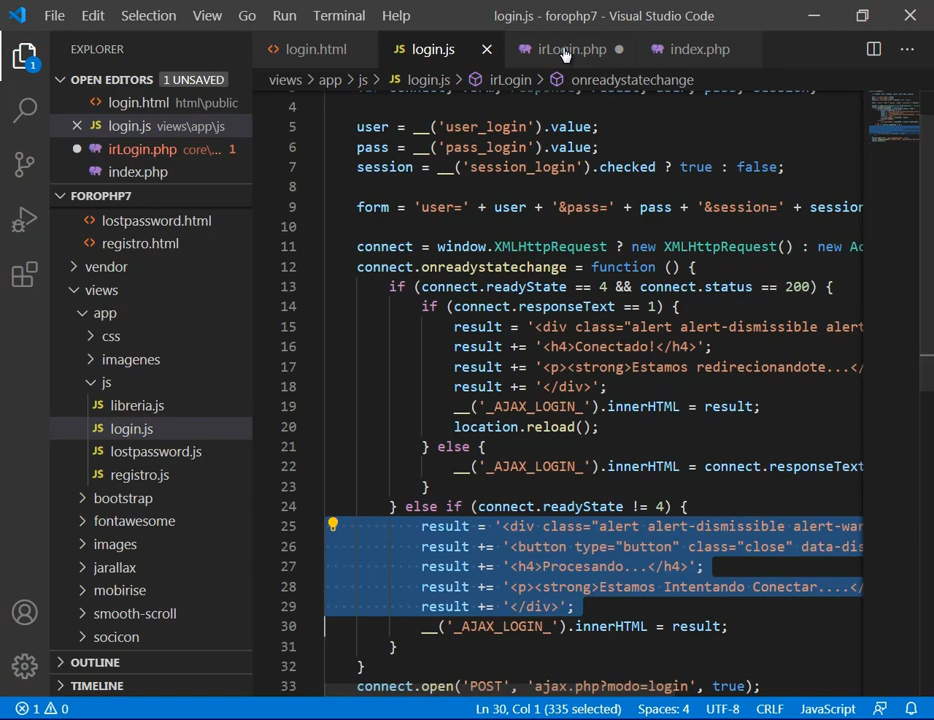 File Edit Selection View Go Run Terminal Help login.js - forophp7 - Visual Studio Code
EXPLORER
login.html JS login.js irLogin.php index.php
OPEN EDITORS 1 UNSAVED
login.html html\public
JS login.js views\app\js
irLogin.php core\... 1
index.php
FOROPHP7
lostpassword.html
registro.html
vendor
views
app
css
imagenes
js
JS libreria.js
JS login.js
JS lostpassword.js
JS registro.js
bootstrap
fontawesome
images
jarallax
mobirise
smooth-scroll
socicon
OUTLINE
TIMELINE
1
views > app > js > JS login.js > irLogin > onreadystatechange
4
5 user = __('user_login').value;
6 pass = __('pass_login').value;
7 session = __('session_login').checked ? true : false;
8
9 form = 'user=' + user + '&pass=' + pass + '&session=' + session
10
11 connect = window.XMLHttpRequest ? new XMLHttpRequest() : new Ac
12 connect.onreadystatechange = function () {
13 if (connect.readyState == 4 && connect.status == 200) {
14 if (connect.responseText == 1) {
15 result = '<div class="alert alert-dismissible alert
16 result += '<h4>Conectado!</h4>';
17 result += '<p><strong>Estamos redirecionandote...</
18 result += '</div>';
19 __('_AJAX_LOGIN_').innerHTML = result;
20 location.reload();
21 } else {
22 __('_AJAX_LOGIN_').innerHTML = connect.responseText
23 }
24 } else if (connect.readyState != 4) {
25 result = '<div class="alert alert-dismissible alert-war
26 result += '<button type="button" class="close" data-dis
27 result += '<h4>Procesando...</h4>';
28 result += '<p><strong>Estamos Intentando Conectar....</
29 result += '</div>';
30 __('_AJAX_LOGIN_').innerHTML = result;
31 }
32 }
33 connect.open('POST', 'ajax.php?modo=login', true);
1 0 Ln 30, Col 1 (335 selected) Spaces: 4 UTF-8 CRLF JavaScript